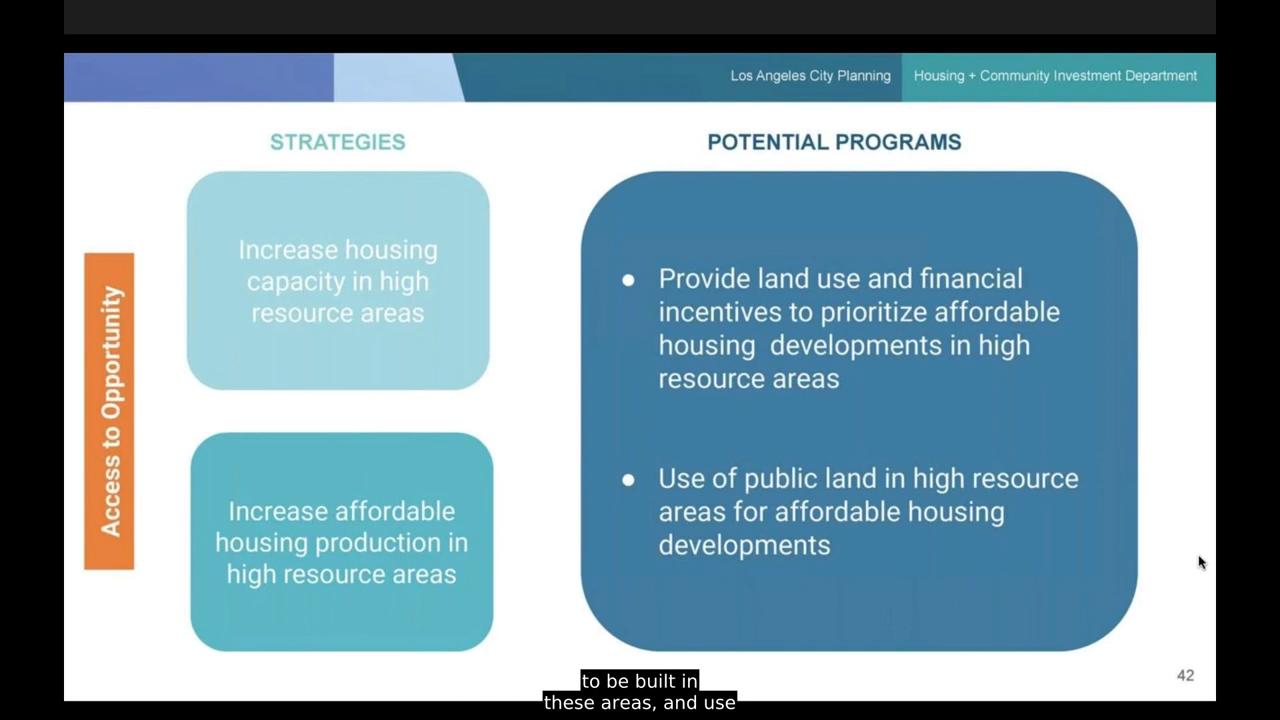 Los Angeles City Planning
Housing + Community Investment Department
STRATEGIES
POTENTIAL PROGRAMS
Access to Opportunity
Increase housing
capacity in high
resource areas
Increase affordable
housing production in
high resource areas
● Provide land use and financial
incentives to prioritize affordable
housing developments in high
resource areas
● Use of public land in high resource
areas for affordable housing
developments
42
to be built in
these areas, and use